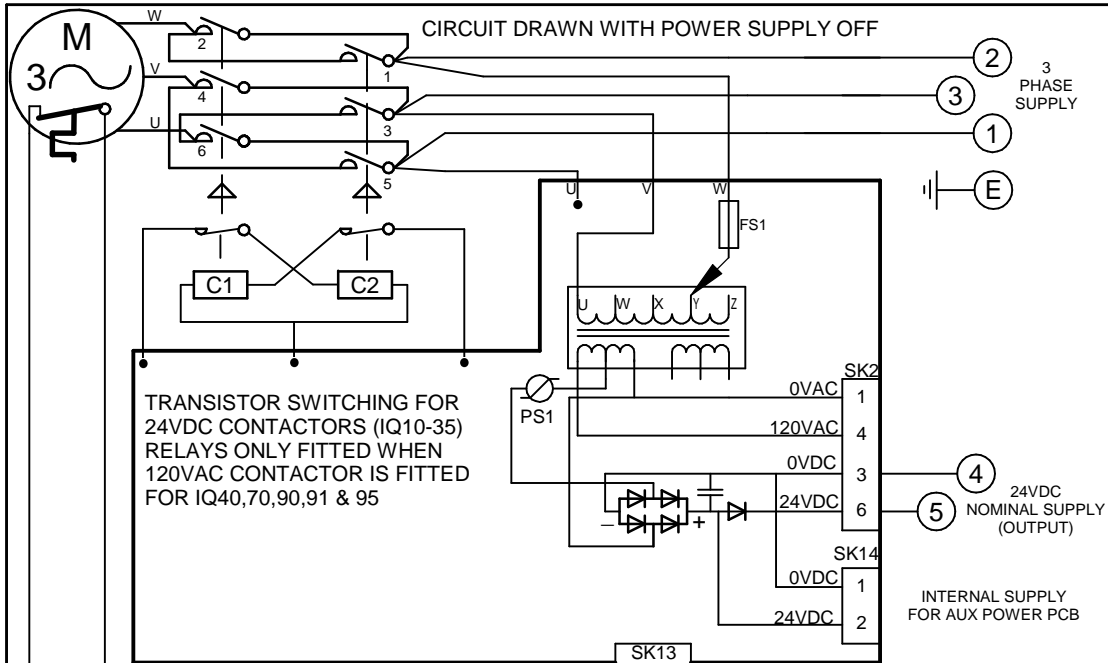 CIRCUIT DRAWN WITH POWER SUPPLY OFF
W
M
3
V
U
2
1
4
3
6
5
2
3
1
3
PHASE
SUPPLY
E
U
V
W
FS1
C1
C2
U
W
X
Y
Z
PS1
TRANSISTOR SWITCHING FOR
24VDC CONTACTORS (IQ10-35)
RELAYS ONLY FITTED WHEN
120VAC CONTACTOR IS FITTED
FOR IQ40,70,90,91 & 95
SK2
0VAC 1
120VAC 4
0VDC 3
24VDC 6
4
5
24VDC
NOMINAL SUPPLY
(OUTPUT)
– +
SK14
0VDC 1
24VDC 2
INTERNAL SUPPLY
FOR AUX POWER PCB
SK13